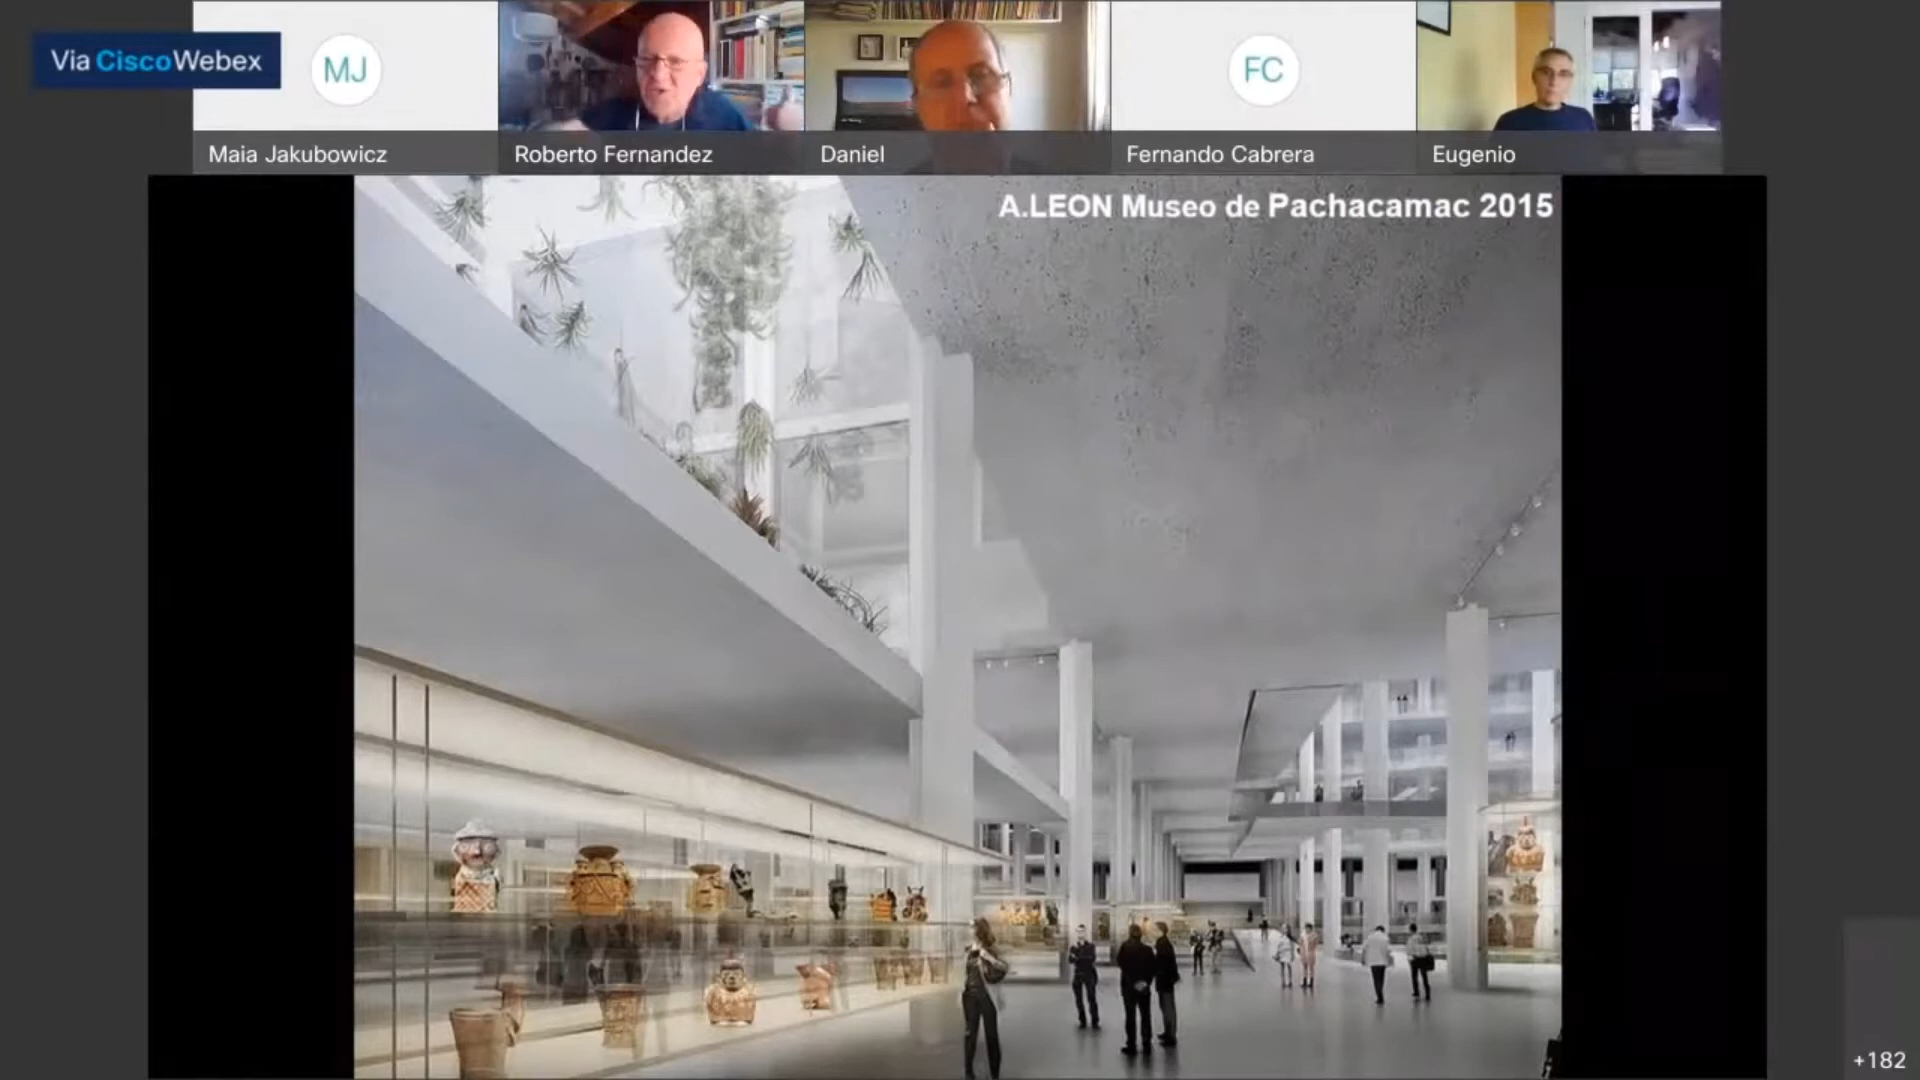 Via CiscoWebex
MJ
FC
Maia Jakubowicz
Roberto Fernandez
Daniel
Fernando Cabrera
Eugenio
A.LEON Museo de Pachacamac 2015
+182